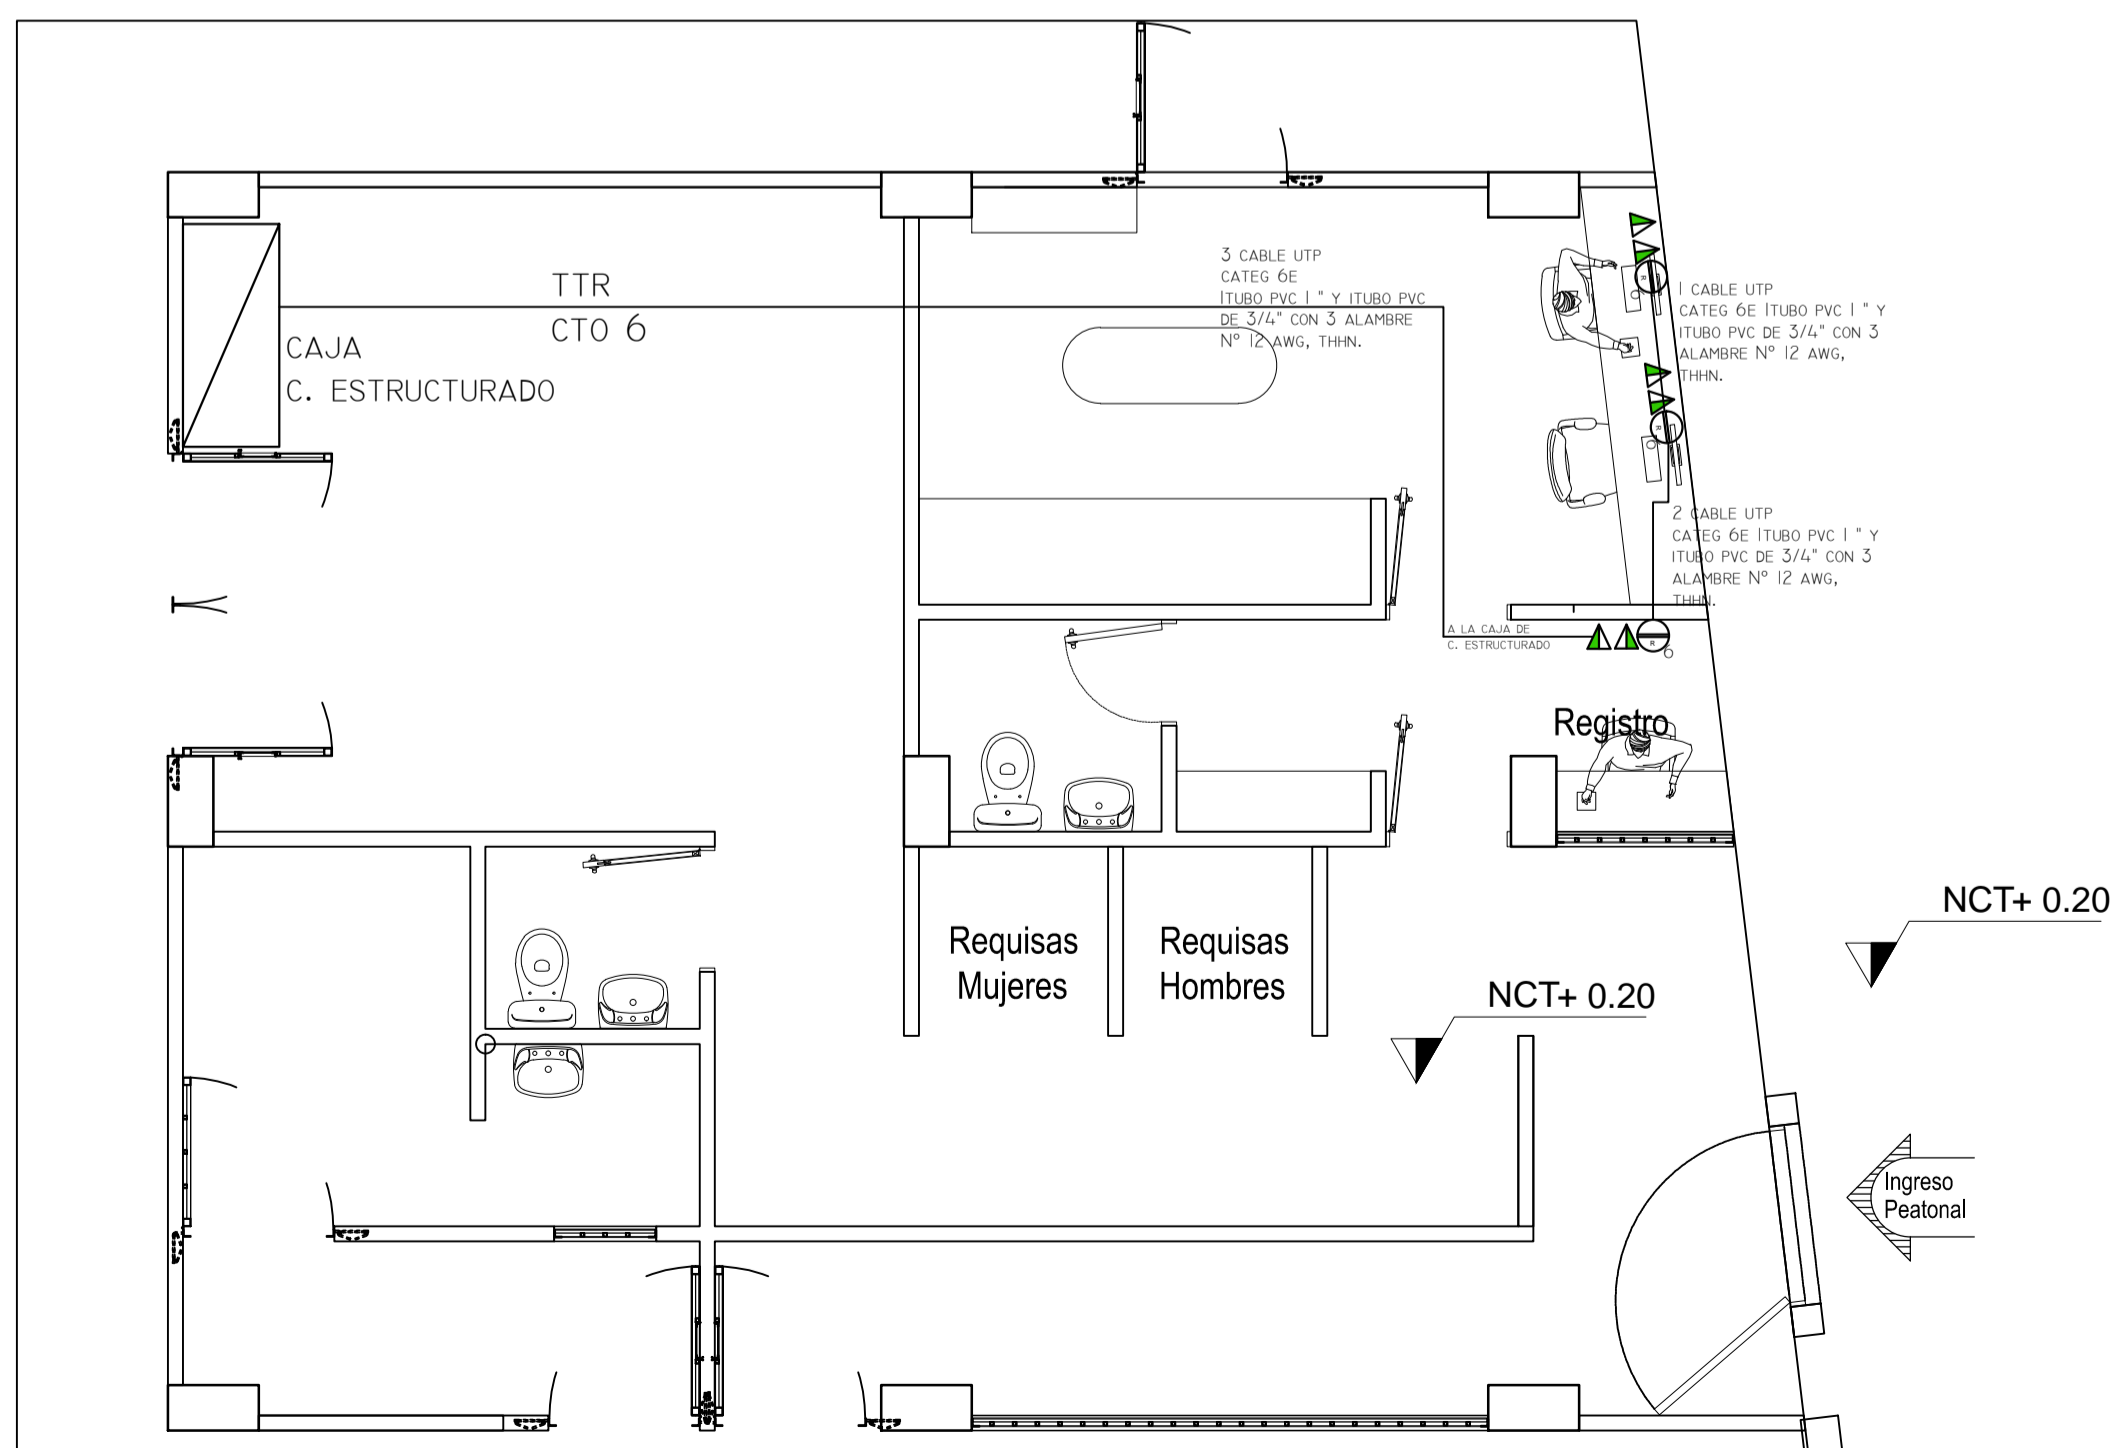 TTR
CTO 6
CAJA
C. ESTRUCTURADO
3 CABLE UTP
CATEG 6E
1TUBO PVC 1 " Y 1TUBO PVC
DE 3/4" CON 3 ALAMBRE
Nº 12 AWG, THHN.
1 CABLE UTP
CATEG 6E 1TUBO PVC 1 " Y
1TUBO PVC DE 3/4" CON 3
ALAMBRE Nº 12 AWG,
THHN.
R
R
2 CABLE UTP
CATEG 6E 1TUBO PVC 1 " Y
1TUBO PVC DE 3/4" CON 3
ALAMBRE Nº 12 AWG,
THHN.
A LA CAJA DE
C. ESTRUCTURADO
R
6
Registro
NCT+ 0.20
Requisas
Mujeres
Requisas
Hombres
NCT+ 0.20
Ingreso
Peatonal